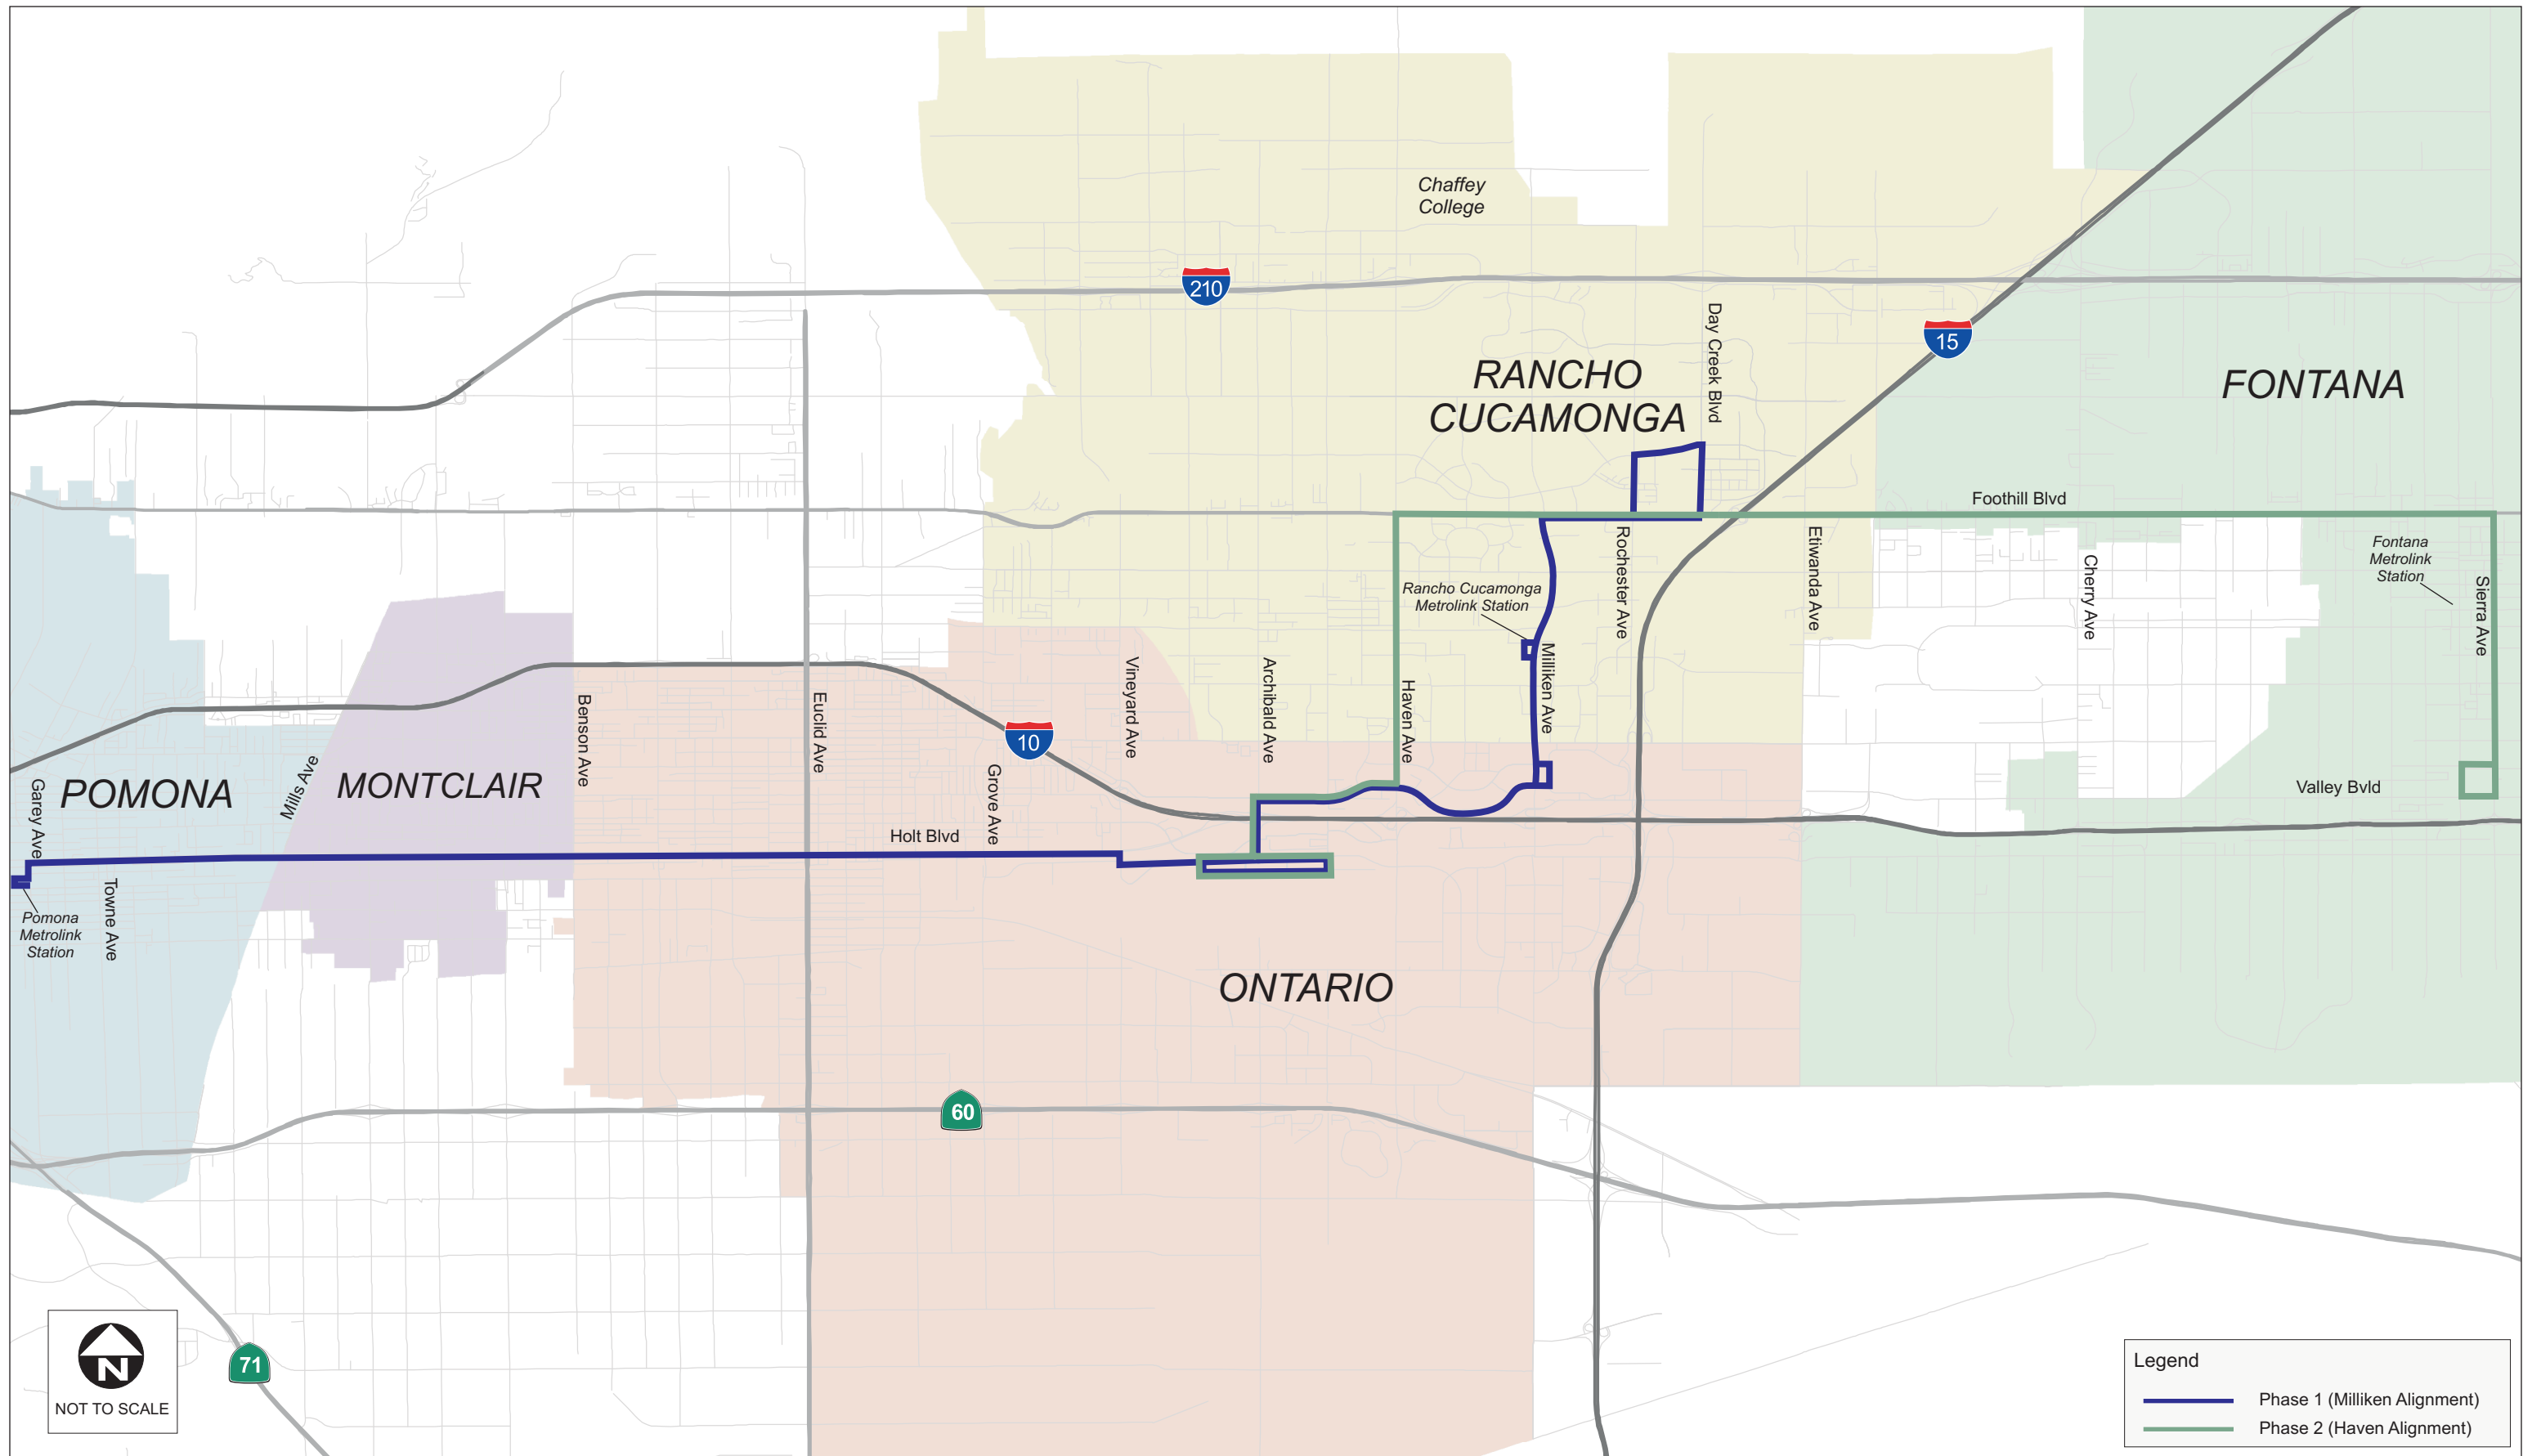 Chaffey
College
210
Day Creek Blvd
15
RANCHO
CUCAMONGA
FONTANA
Foothill Blvd
Rancho Cucamonga
Metrolink Station
Rochester Ave
Etiwanda Ave
Cherry Ave
Fontana
Metrolink
Station
Sierra Ave
Milliken Ave
Haven Ave
Archibald Ave
Vineyard Ave
Benson Ave
Euclid Ave
10
Grove Ave
Mills Ave
Garey Ave
POMONA
MONTCLAIR
Valley Bvld
Holt Blvd
Towne Ave
Pomona
Metrolink
Station
ONTARIO
60
71
N
NOT TO SCALE
Legend
Phase 1 (Milliken Alignment)
Phase 2 (Haven Alignment)